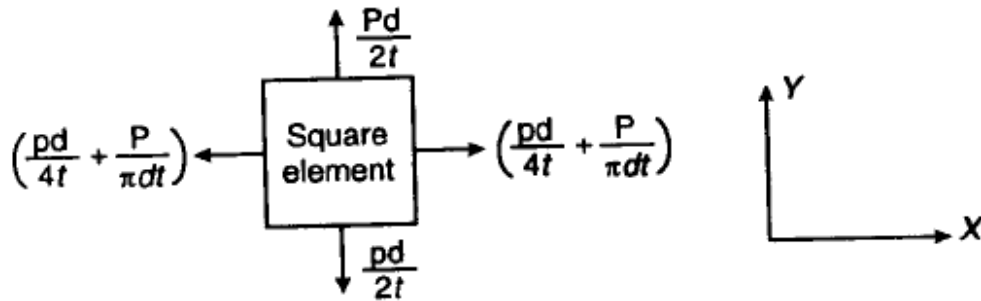 Pd/2t
Y
(pd/4t + P/πdt)
Square
element
(pd/4t + P/πdt)
X
pd/2t